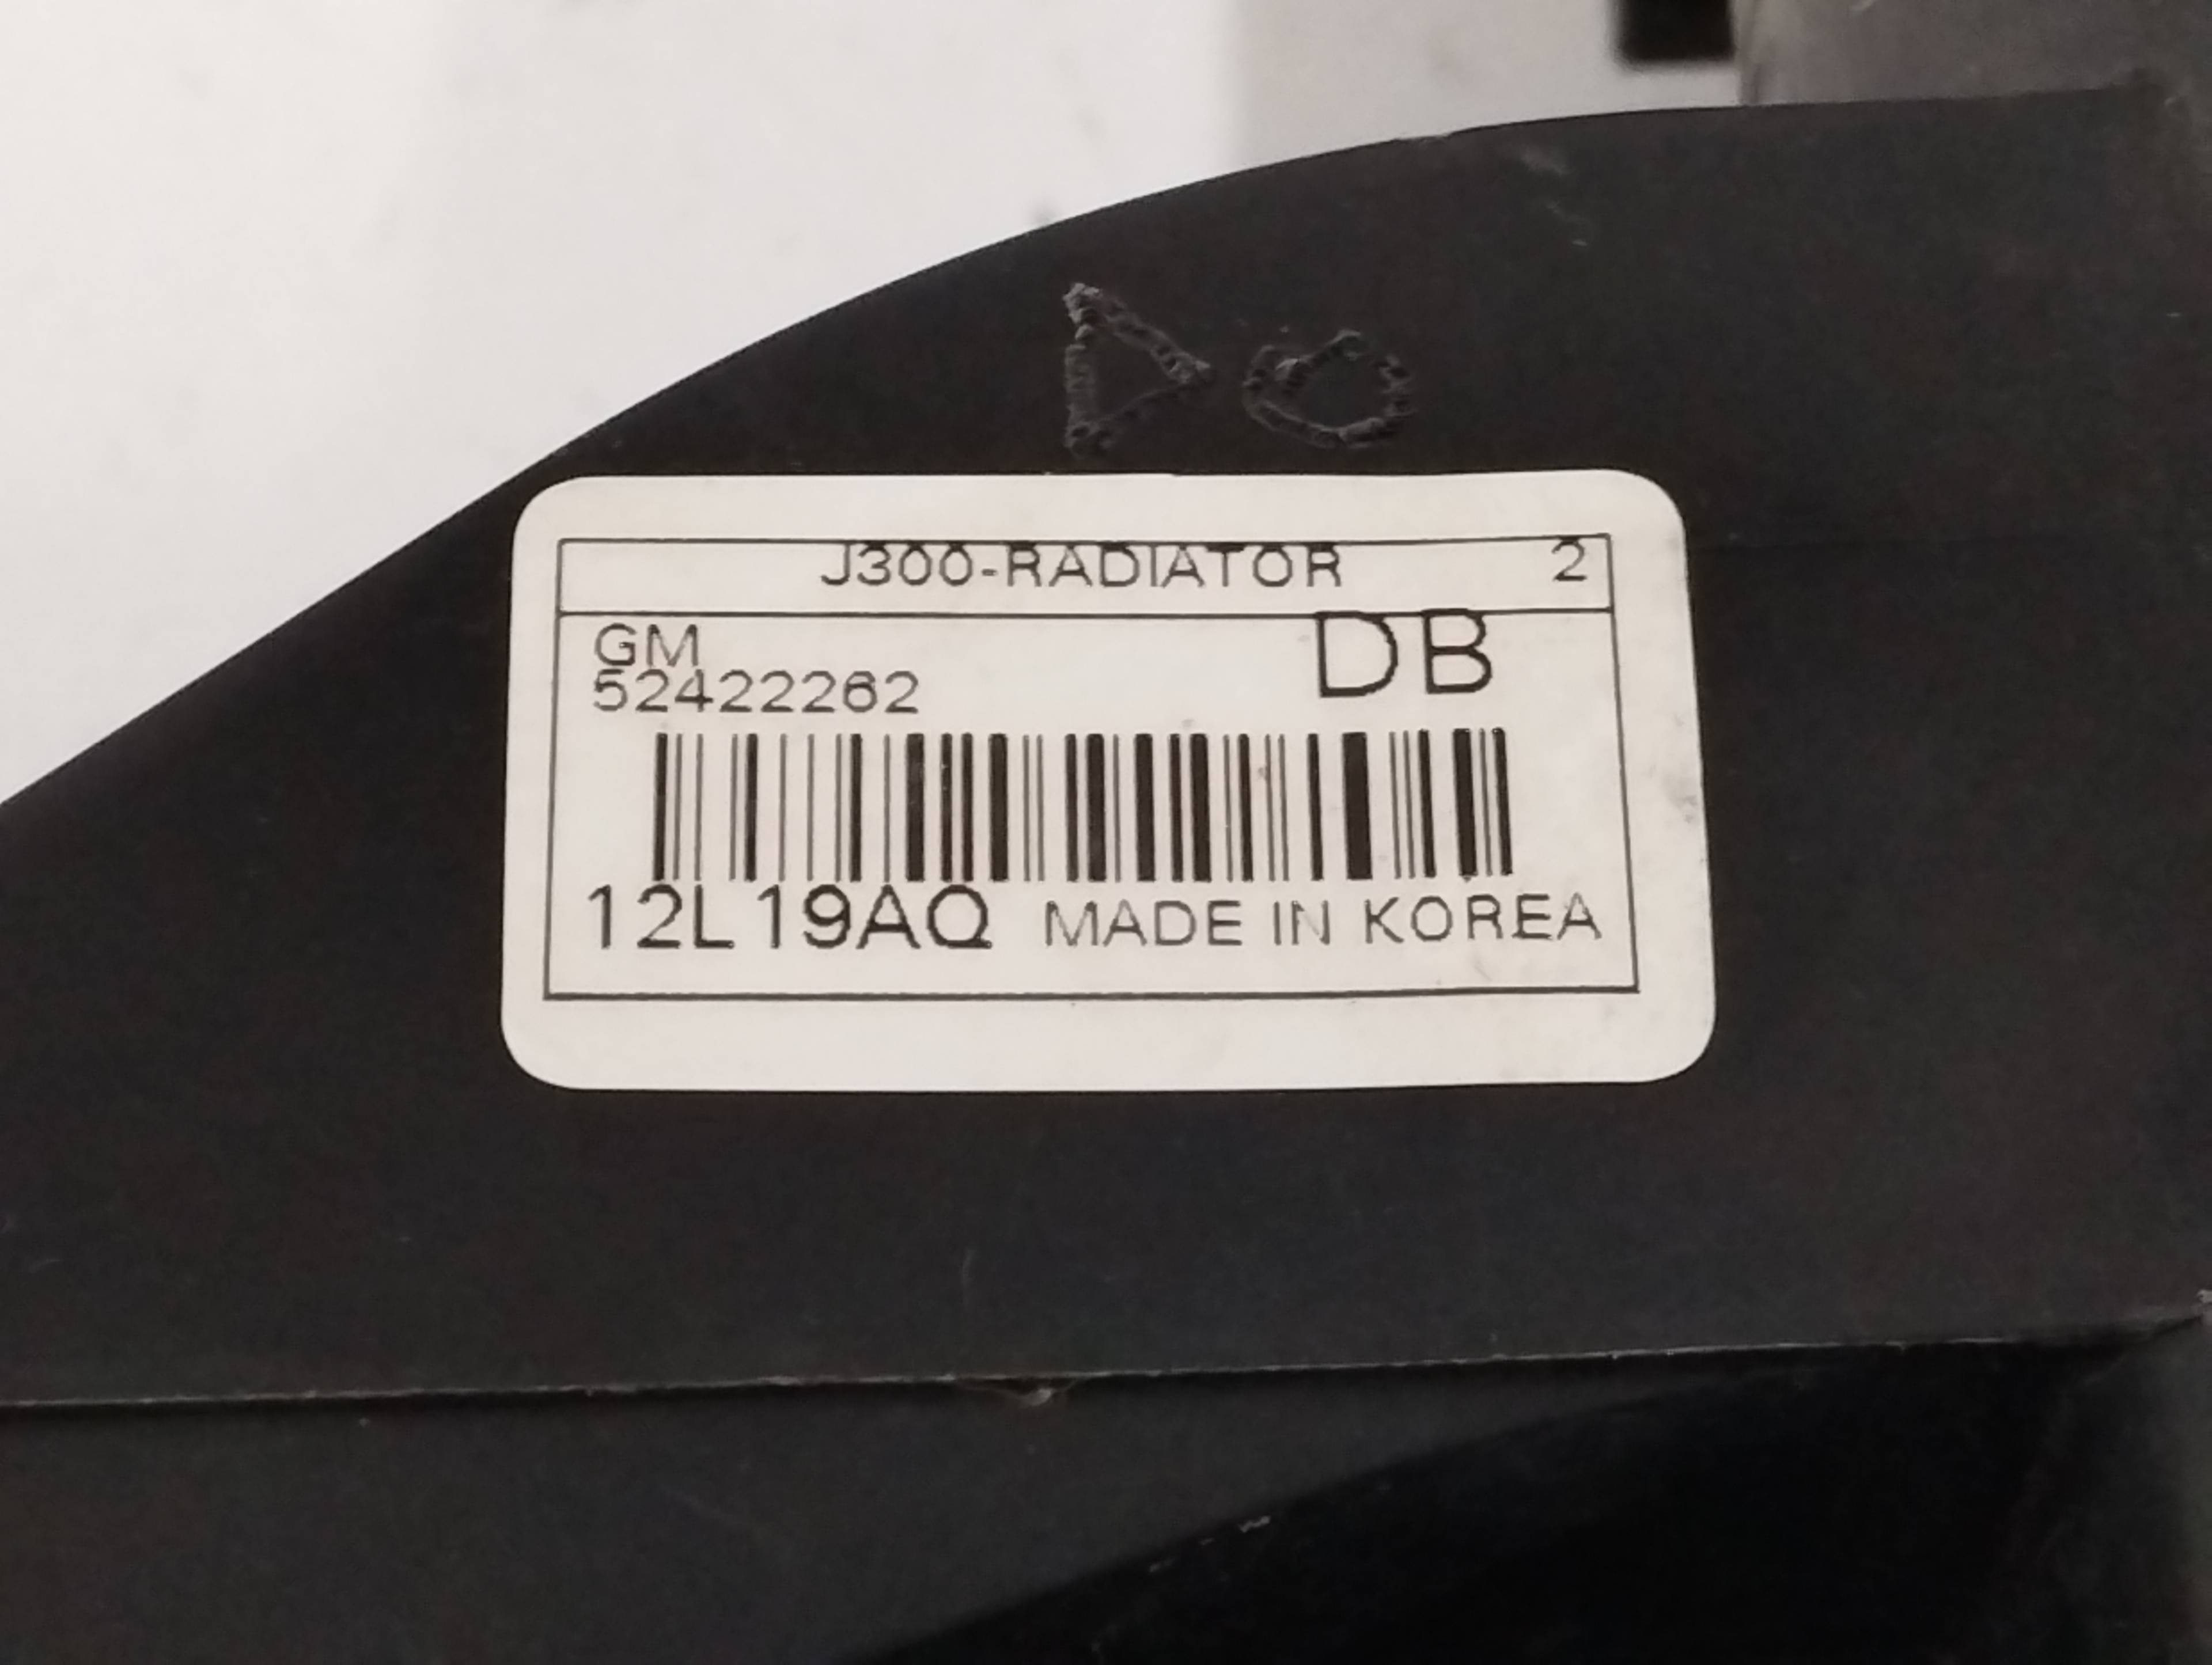 J300-RADIATOR 2
GM DB
52422262
12L19AQ MADE IN KOREA